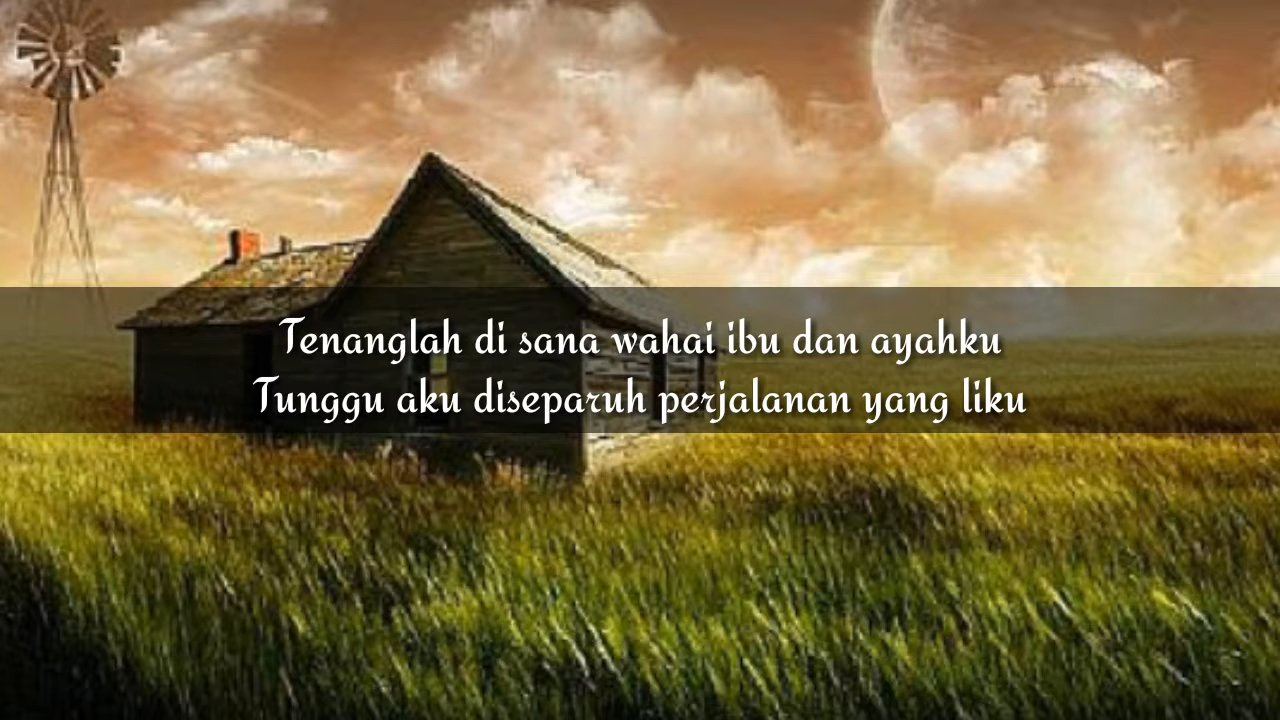 Tenanglah di sana wahai ibu dan ayahku
Tunggu aku diseparuh perjalanan yang liku